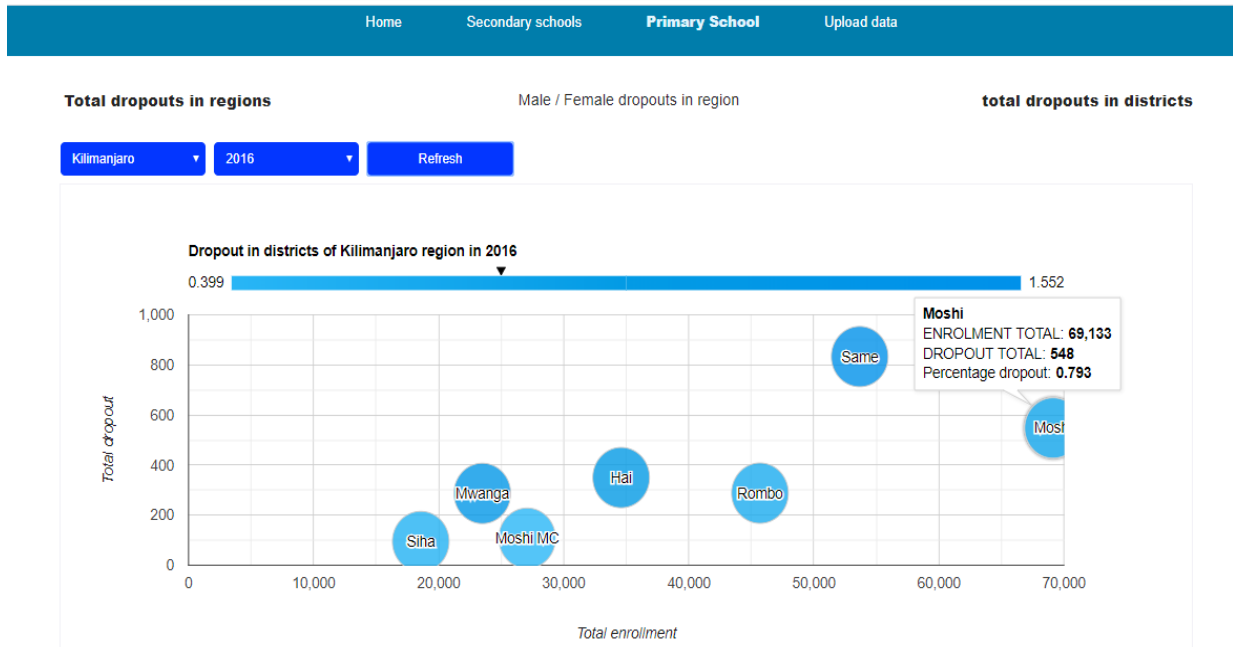 Home Secondary schools Primary School Upload data
Total dropouts in regions Male / Female dropouts in region total dropouts in districts
Kilimanjaro 2016 Refresh
Dropout in districts of Kilimanjaro region in 2016
0.399 1.552
Moshi
ENROLMENT TOTAL: 69,133
DROPOUT TOTAL: 548
Percentage dropout: 0.793
1,000
800
600
400
200
0
Total dropout
Same
Mosh
Hai
Mwanga
Rombo
Siha
Moshi MC
0 10,000 20,000 30,000 40,000 50,000 60,000 70,000
Total enrollment